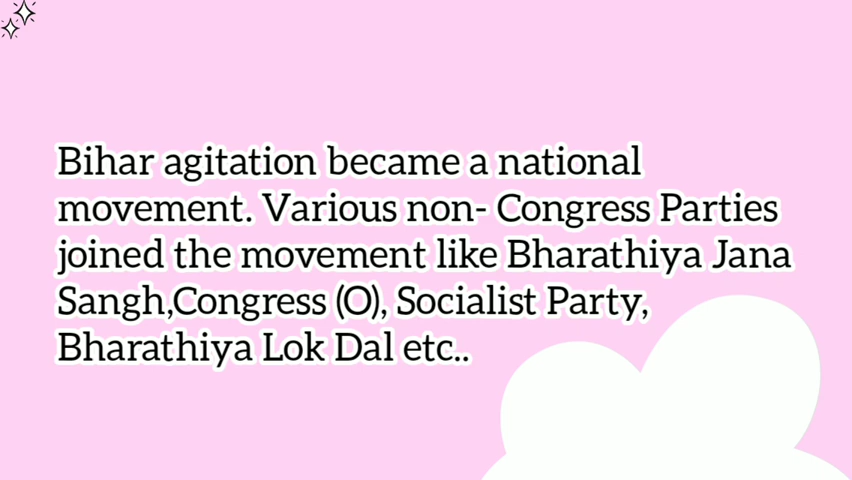 Bihar agitation became a national
movement. Various non- Congress Parties
joined the movement like Bharathiya Jana
Sangh,Congress (O), Socialist Party,
Bharathiya Lok Dal etc..